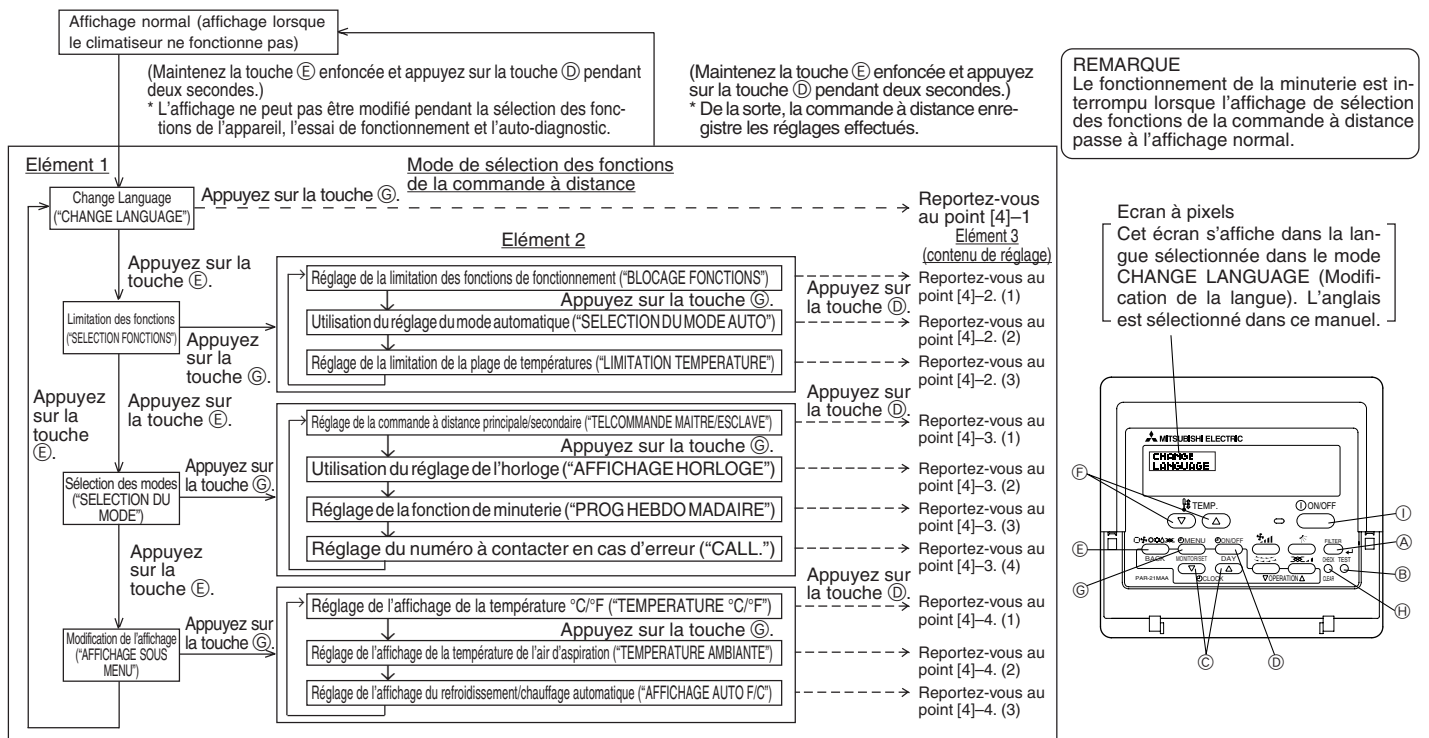 Affichage normal (affichage lorsque
le climatiseur ne fonctionne pas)
(Maintenez la touche Ⓔ enfoncée et appuyez sur la touche Ⓓ pendant
deux secondes.)
* L'affichage ne peut pas être modifié pendant la sélection des fonc-
tions de l'appareil, l'essai de fonctionnement et l'auto-diagnostic.
(Maintenez la touche Ⓔ enfoncée et appuyez
sur la touche Ⓓ pendant deux secondes.)
* De la sorte, la commande à distance enre-
gistre les réglages effectués.
REMARQUE
Le fonctionnement de la minuterie est in-
terrompu lorsque l'affichage de sélection
des fonctions de la commande à distance
passe à l'affichage normal.
Elément 1
Mode de sélection des fonctions
de la commande à distance
Change Language
("CHANGE LANGUAGE")
Appuyez sur la touche Ⓖ.
Reportez-vous
au point [4]–1
Elément 2
Elément 3
(contenu de réglage)
Appuyez sur la
touche Ⓔ.
Limitation des fonctions
("SELECTION FONCTIONS")
Appuyez
sur la
touche Ⓖ.
Réglage de la limitation des fonctions de fonctionnement ("BLOCAGE FONCTIONS")
Appuyez sur la touche Ⓖ.
Utilisation du réglage du mode automatique ("SELECTION DU MODE AUTO")
Réglage de la limitation de la plage de températures ("LIMITATION TEMPERATURE")
Appuyez sur
la touche Ⓓ.
Reportez-vous au
point [4]–2. (1)
Reportez-vous au
point [4]–2. (2)
Reportez-vous au
point [4]–2. (3)
Appuyez
sur la
touche
Ⓔ.
Appuyez sur
la touche Ⓔ.
Sélection des modes
("SELECTION DU
MODE")
Appuyez sur
la touche Ⓖ.
Réglage de la commande à distance principale/secondaire ("TELCOMMANDE MAITRE/ESCLAVE")
Appuyez sur la touche Ⓖ.
Utilisation du réglage de l'horloge ("AFFICHAGE HORLOGE")
Réglage de la fonction de minuterie ("PROG HEBDO MADAIRE")
Réglage du numéro à contacter en cas d'erreur ("CALL.")
Appuyez sur
la touche Ⓓ.
Reportez-vous au
point [4]–3. (1)
Reportez-vous au
point [4]–3. (2)
Reportez-vous au
point [4]–3. (3)
Reportez-vous au
point [4]–3. (4)
Appuyez
sur la
touche Ⓔ.
Modification de l'affichage
("AFFICHAGE SOUS
MENU")
Appuyez sur
la touche Ⓖ.
Réglage de l'affichage de la température °C/°F ("TEMPERATURE °C/°F")
Appuyez sur la touche Ⓖ.
Réglage de l'affichage de la température de l'air d'aspiration ("TEMPERATURE AMBIANTE")
Réglage de l'affichage du refroidissement/chauffage automatique ("AFFICHAGE AUTO F/C")
Appuyez sur
la touche Ⓓ.
Reportez-vous au
point [4]–4. (1)
Reportez-vous au
point [4]–4. (2)
Reportez-vous au
point [4]–4. (3)
Ecran à pixels
Cet écran s'affiche dans la lan-
gue sélectionnée dans le mode
CHANGE LANGUAGE (Modifi-
cation de la langue). L'anglais
est sélectionné dans ce manuel.
MITSUBISHI ELECTRIC
CHANGE
LANGUAGE
TEMP.
ON/OFF
MENU
ON/OFF
FILTER
BACK
MONITOR/SET
DAY
CHECK
TEST
PAR-21MAA
CLOCK
OPERATION
CLEAR
Ⓕ
Ⓔ
Ⓖ
Ⓒ
Ⓓ
Ⓘ
Ⓐ
Ⓑ
Ⓗ